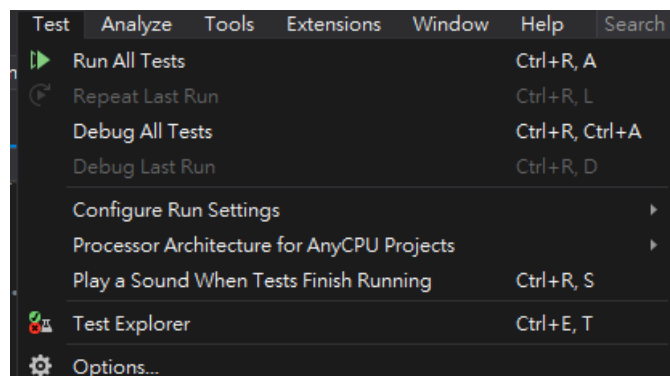 Test Analyze Tools Extensions Window Help Search
Run All Tests Ctrl+R, A
Repeat Last Run Ctrl+R, L
Debug All Tests Ctrl+R, Ctrl+A
Debug Last Run Ctrl+R, D
Configure Run Settings
Processor Architecture for AnyCPU Projects
Play a Sound When Tests Finish Running Ctrl+R, S
Test Explorer Ctrl+E, T
Options...